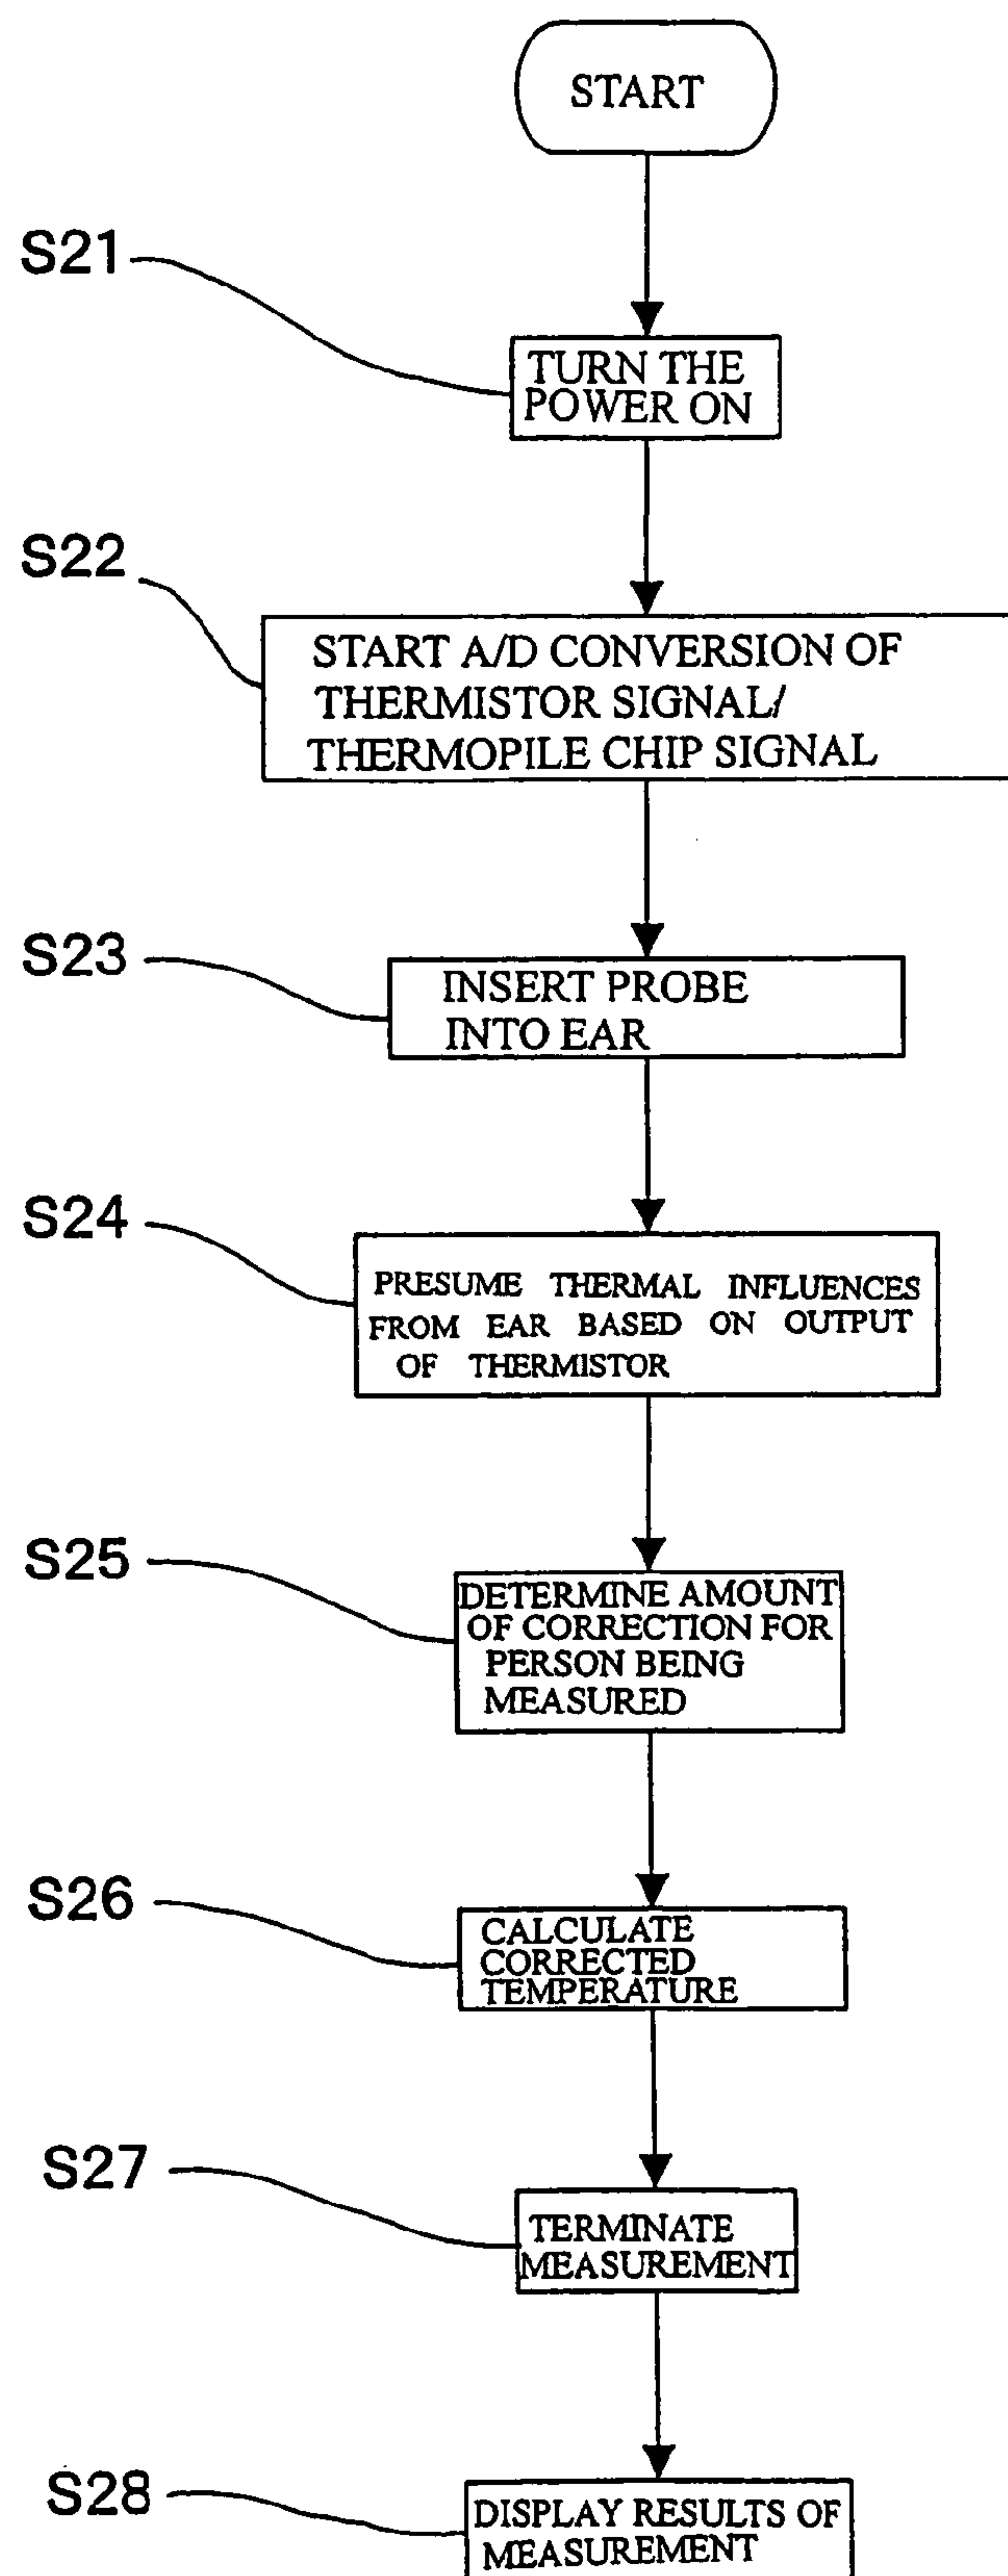 START
S21
TURN THE
POWER ON
S22
START A/D CONVERSION OF
THERMISTOR SIGNAL/
THERMOPILE CHIP SIGNAL
S23
INSERT PROBE
INTO EAR
S24
PRESUME THERMAL INFLUENCES
FROM EAR BASED ON OUTPUT
OF THERMISTOR
S25
DETERMINE AMOUNT
OF CORRECTION FOR
PERSON BEING
MEASURED
S26
CALCULATE
CORRECTED
TEMPERATURE
S27
TERMINATE
MEASUREMENT
S28
DISPLAY RESULTS OF
MEASUREMENT